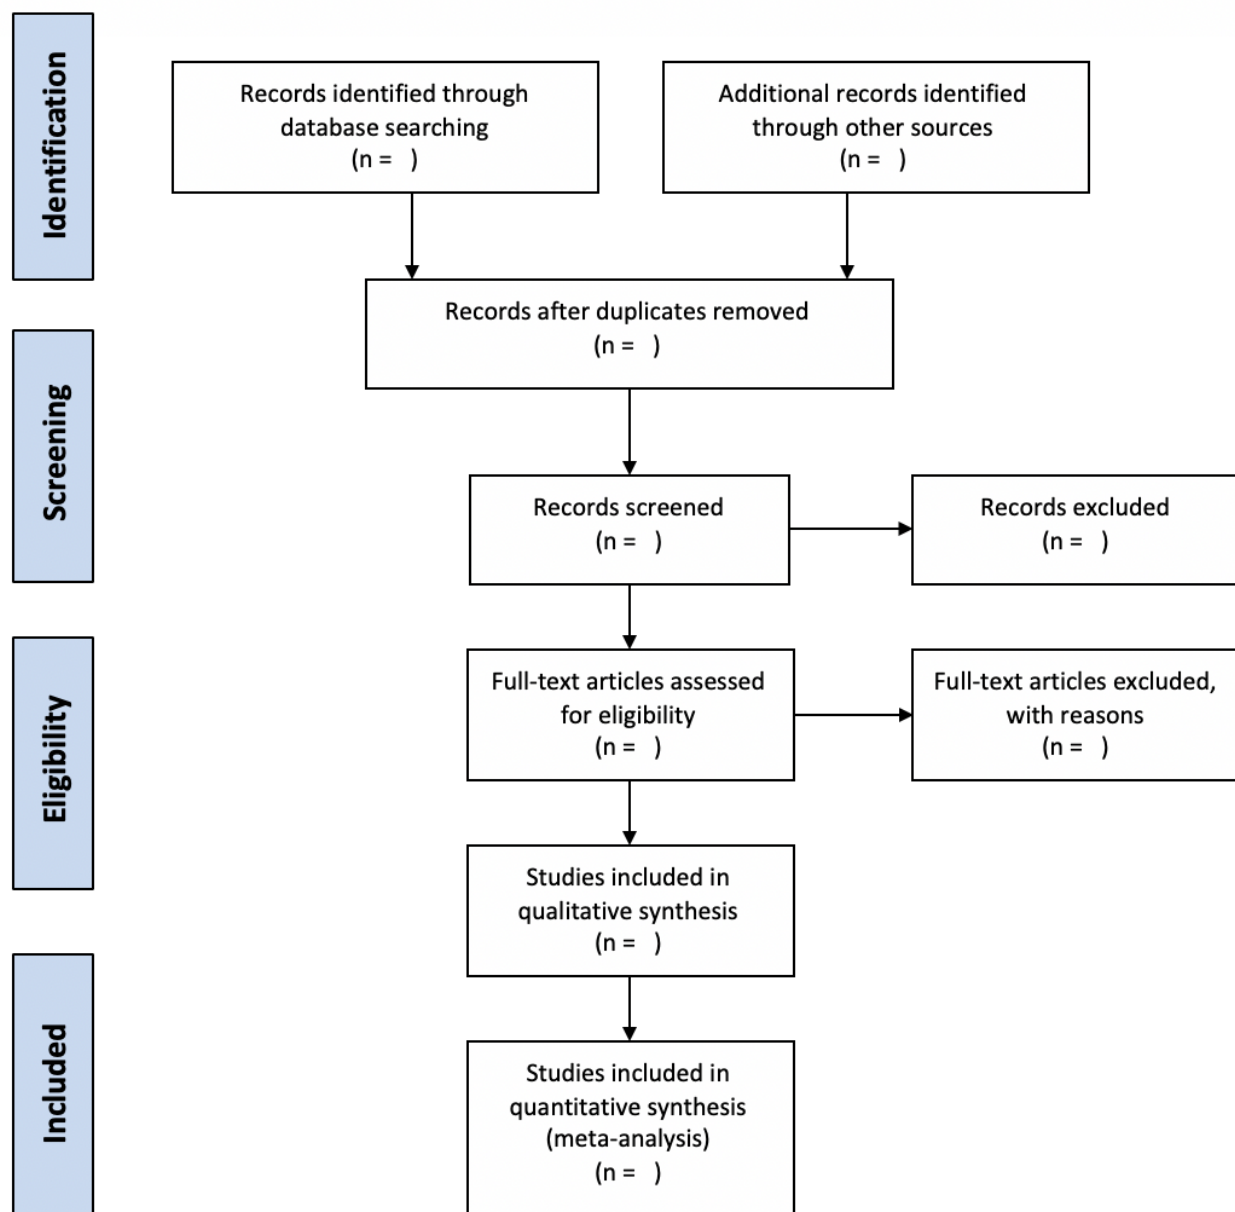 Identification
Records identified through
database searching
(n =   )
Additional records identified
through other sources
(n =   )
Records after duplicates removed
(n =   )
Screening
Records screened
(n =   )
Records excluded
(n =   )
Eligibility
Full-text articles assessed
for eligibility
(n =   )
Full-text articles excluded,
with reasons
(n =   )
Studies included in
qualitative synthesis
(n =   )
Included
Studies included in
quantitative synthesis
(meta-analysis)
(n =   )